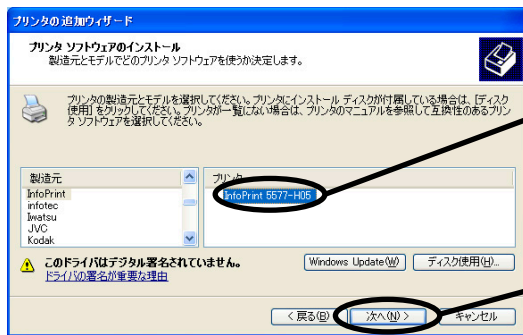 プリンタの追加ウィザード
プリンタ ソフトウェアのインストール
製造元とモデルでどのプリンタ ソフトウェアを使うか決定します。
プリンタの製造元とモデルを選択してください。プリンタにインストール ディスクが付属している場合は、[ディスク
使用] をクリックしてください。プリンタが一覧にない場合は、プリンタのマニュアルを参照して互換性のあるプリン
タ ソフトウェアを選択してください。
製造元
プリンタ
InfoPrint
infotec
Iwatsu
JVC
Kodak
InfoPrint 5577-H05
このドライバはデジタル署名されていません。
ドライバの署名が重要な理由
Windows Update(W)
ディスク使用(H)...
< 戻る(B)
次へ(N) >
キャンセル